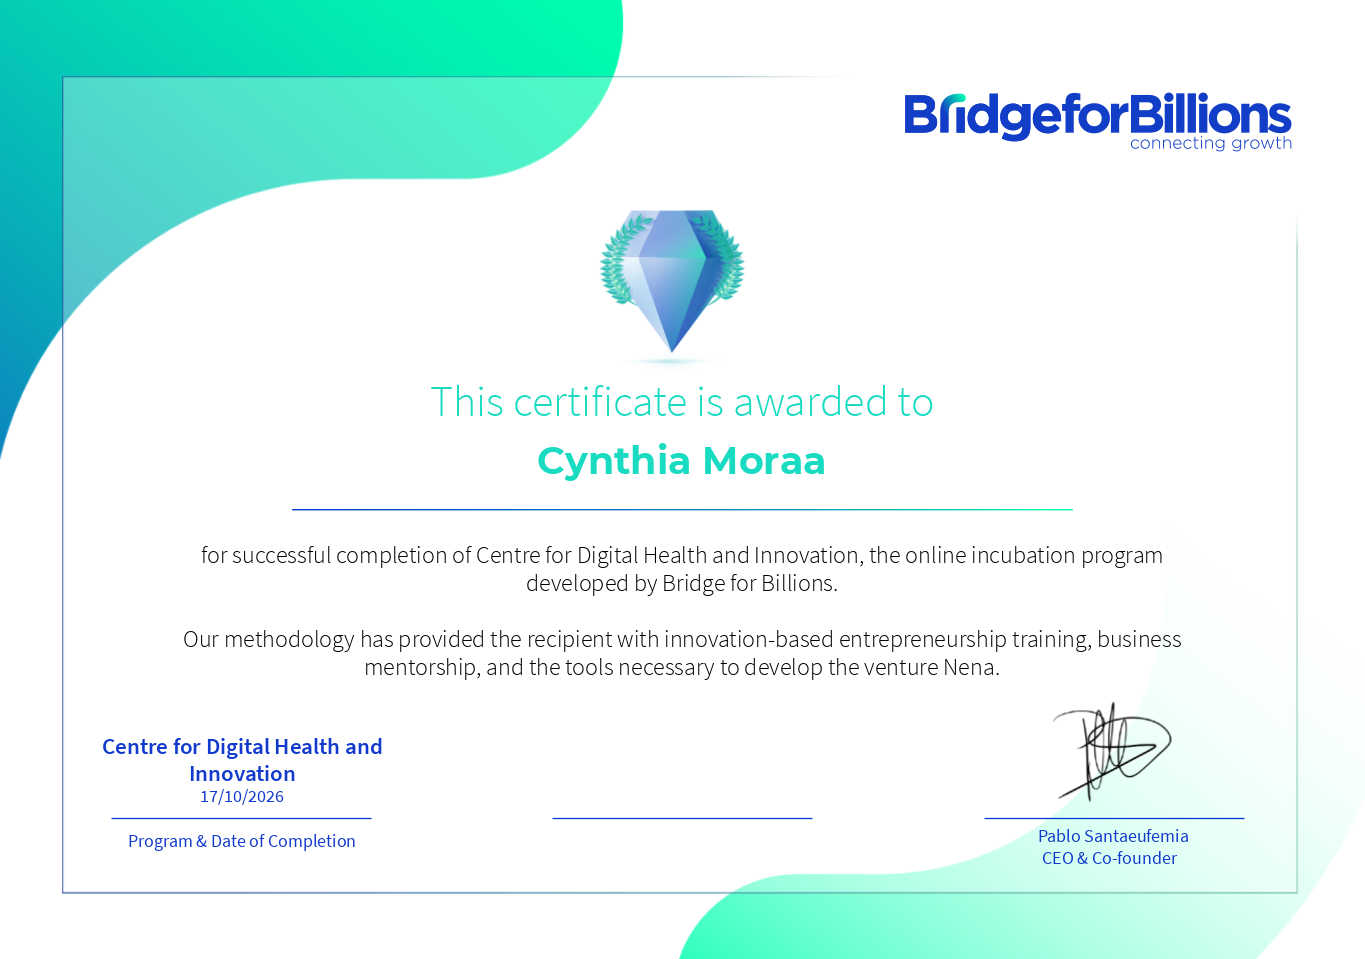 BridgeforBillions
connecting growth
This certificate is awarded to
Cynthia Moraa
for successful completion of Centre for Digital Health and Innovation, the online incubation program
developed by Bridge for Billions.
Our methodology has provided the recipient with innovation-based entrepreneurship training, business
mentorship, and the tools necessary to develop the venture Nena.
Centre for Digital Health and
Innovation
17/10/2026
Program & Date of Completion
Pablo Santaeufemia
CEO & Co-founder